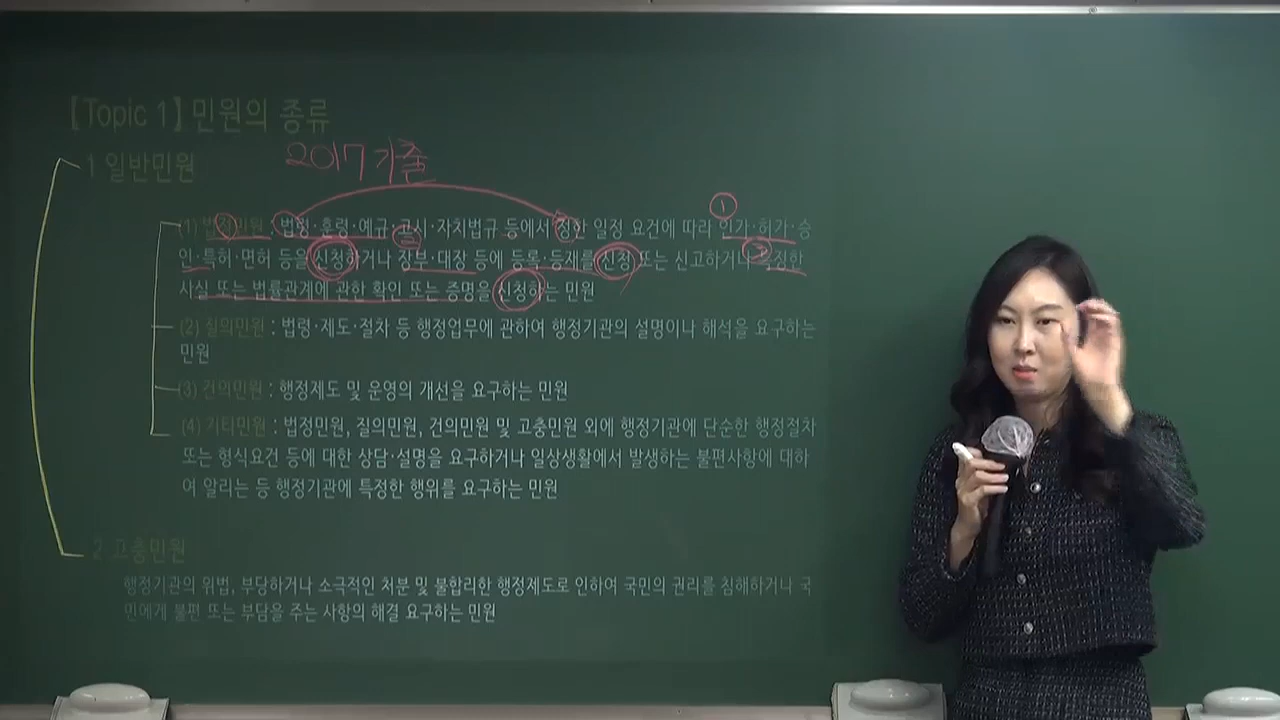 【Topic 1】 민원의 종류
1 일반민원
2017 기출
①
(1) 법정민원 : 법령·훈령·예규·고시·자치법규 등에서 정한 일정 요건에 따라 인가·허가·승
인·특허·면허 등을 신청하거나 장부·대장 등에 등록·등재를 신청 또는 신고하거나 특정한
사실 또는 법률관계에 관한 확인 또는 증명을 신청하는 민원
(2) 질의민원 : 법령·제도·절차 등 행정업무에 관하여 행정기관의 설명이나 해석을 요구하는
민원
(3) 건의민원 : 행정제도 및 운영의 개선을 요구하는 민원
(4) 기타민원 : 법정민원, 질의민원, 건의민원 및 고충민원 외에 행정기관에 단순한 행정절차
또는 형식요건 등에 대한 상담·설명을 요구하거나 일상생활에서 발생하는 불편사항에 대하
여 알리는 등 행정기관에 특정한 행위를 요구하는 민원
2 고충민원
행정기관의 위법, 부당하거나 소극적인 처분 및 불합리한 행정제도로 인하여 국민의 권리를 침해하거나 국
민에게 불편 또는 부담을 주는 사항의 해결 요구하는 민원